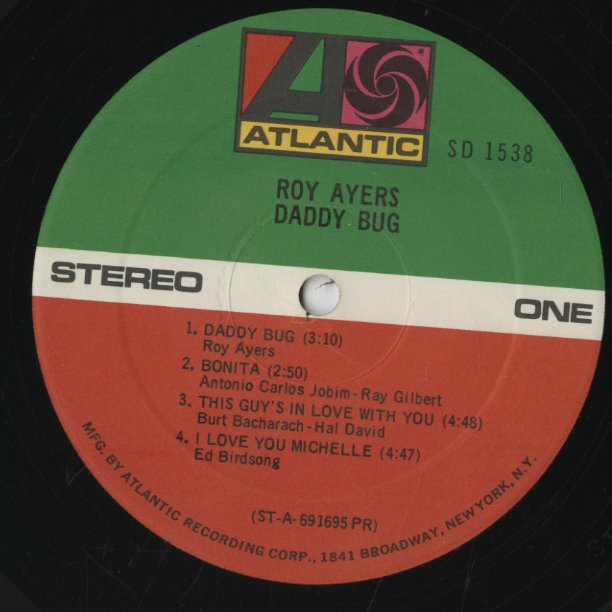 ATLANTIC
SD 1538
ROY AYERS
DADDY BUG
STEREO
ONE
1. DADDY BUG (3:10)
Roy Ayers
2. BONITA (2:50)
Antonio Carlos Jobim-Ray Gilbert
3. THIS GUY'S IN LOVE WITH YOU (4:48)
Burt Bacharach-Hal David
4. I LOVE YOU MICHELLE (4:47)
Ed Birdsong
(ST-A-691695 PR)
MFG. BY ATLANTIC RECORDING CORP., 1841 BROADWAY, NEW YORK, N.Y.